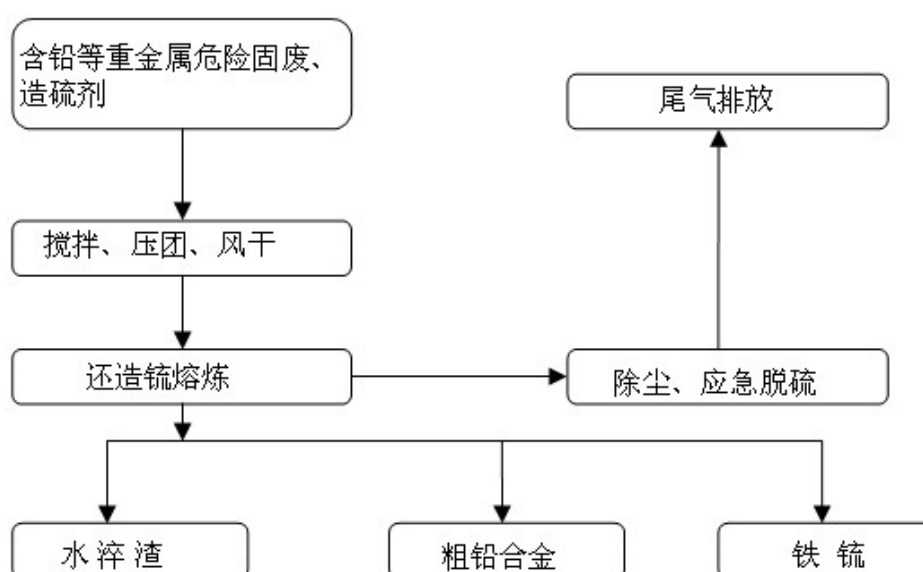 含铅等重金属危险固废、
造硫剂
尾气排放
搅拌、压团、风干
还造锍熔炼
除尘、应急脱硫
水淬渣
粗铅合金
铁锍